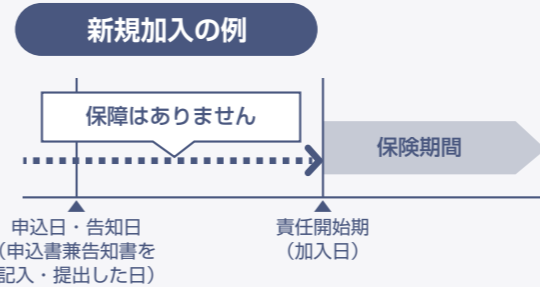 新規加入の例
保障はありません
保険期間
申込日・告知日
（申込書兼告知書を
記入・提出した日）
責任開始期
（加入日）